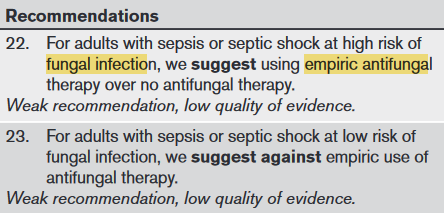 Recommendations
22. For adults with sepsis or septic shock at high risk of
fungal infection, we suggest using empiric antifungal
therapy over no antifungal therapy.
Weak recommendation, low quality of evidence.
23. For adults with sepsis or septic shock at low risk of
fungal infection, we suggest against empiric use of
antifungal therapy.
Weak recommendation, low quality of evidence.